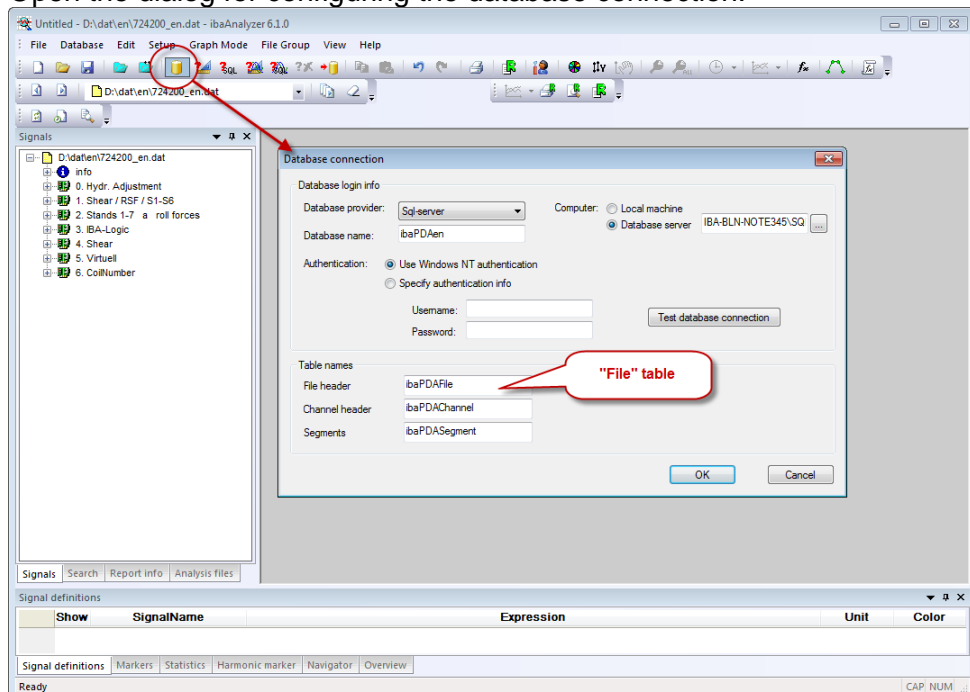 Open the dialog for configuring the database connection.
Untitled - D:\dat\en\724200_en.dat - ibaAnalyzer 6.1.0
File Database Edit Setup Graph Mode File Group View Help
SQL SQL
D:\dat\en\724200_en.dat
Signals
D:\dat\en\724200_en.dat
info
0. Hydr. Adjustment
1. Shear / RSF / S1-S6
2. Stands 1-7 a roll forces
3. IBA-Logic
4. Shear
5. Virtuell
6. CoilNumber
Database connection
Database login info
Database provider: Sql-server Computer: Local machine
Database server IBA-BLN-NOTE345\SQ ...
Database name: ibaPDAen
Authentication: Use Windows NT authentication
Specify authentication info
Username:
Test database connection
Password:
Table names
"File" table
File header ibaPDAFile
Channel header ibaPDAChannel
Segments ibaPDASegment
OK Cancel
Signals Search Report info Analysis files
Signal definitions
Show SignalName Expression Unit Color
Signal definitions Markers Statistics Harmonic marker Navigator Overview
Ready CAP NUM